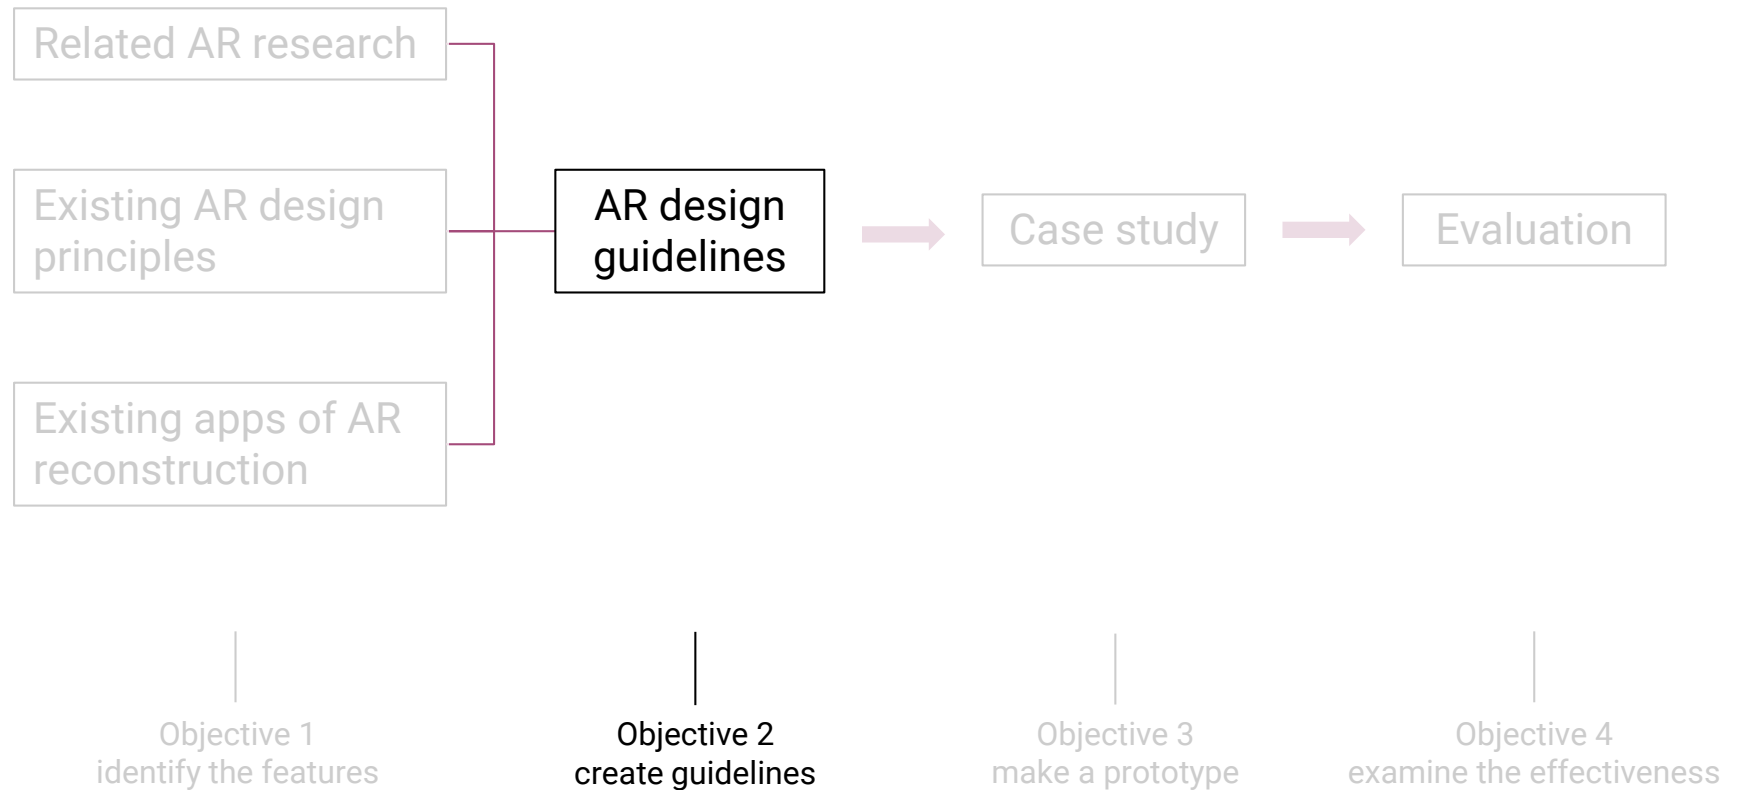 Related AR research
Existing AR design
principles
Existing apps of AR
reconstruction
AR design
guidelines
Case study
Evaluation
Objective 1
identify the features
Objective 2
create guidelines
Objective 3
make a prototype
Objective 4
examine the effectiveness